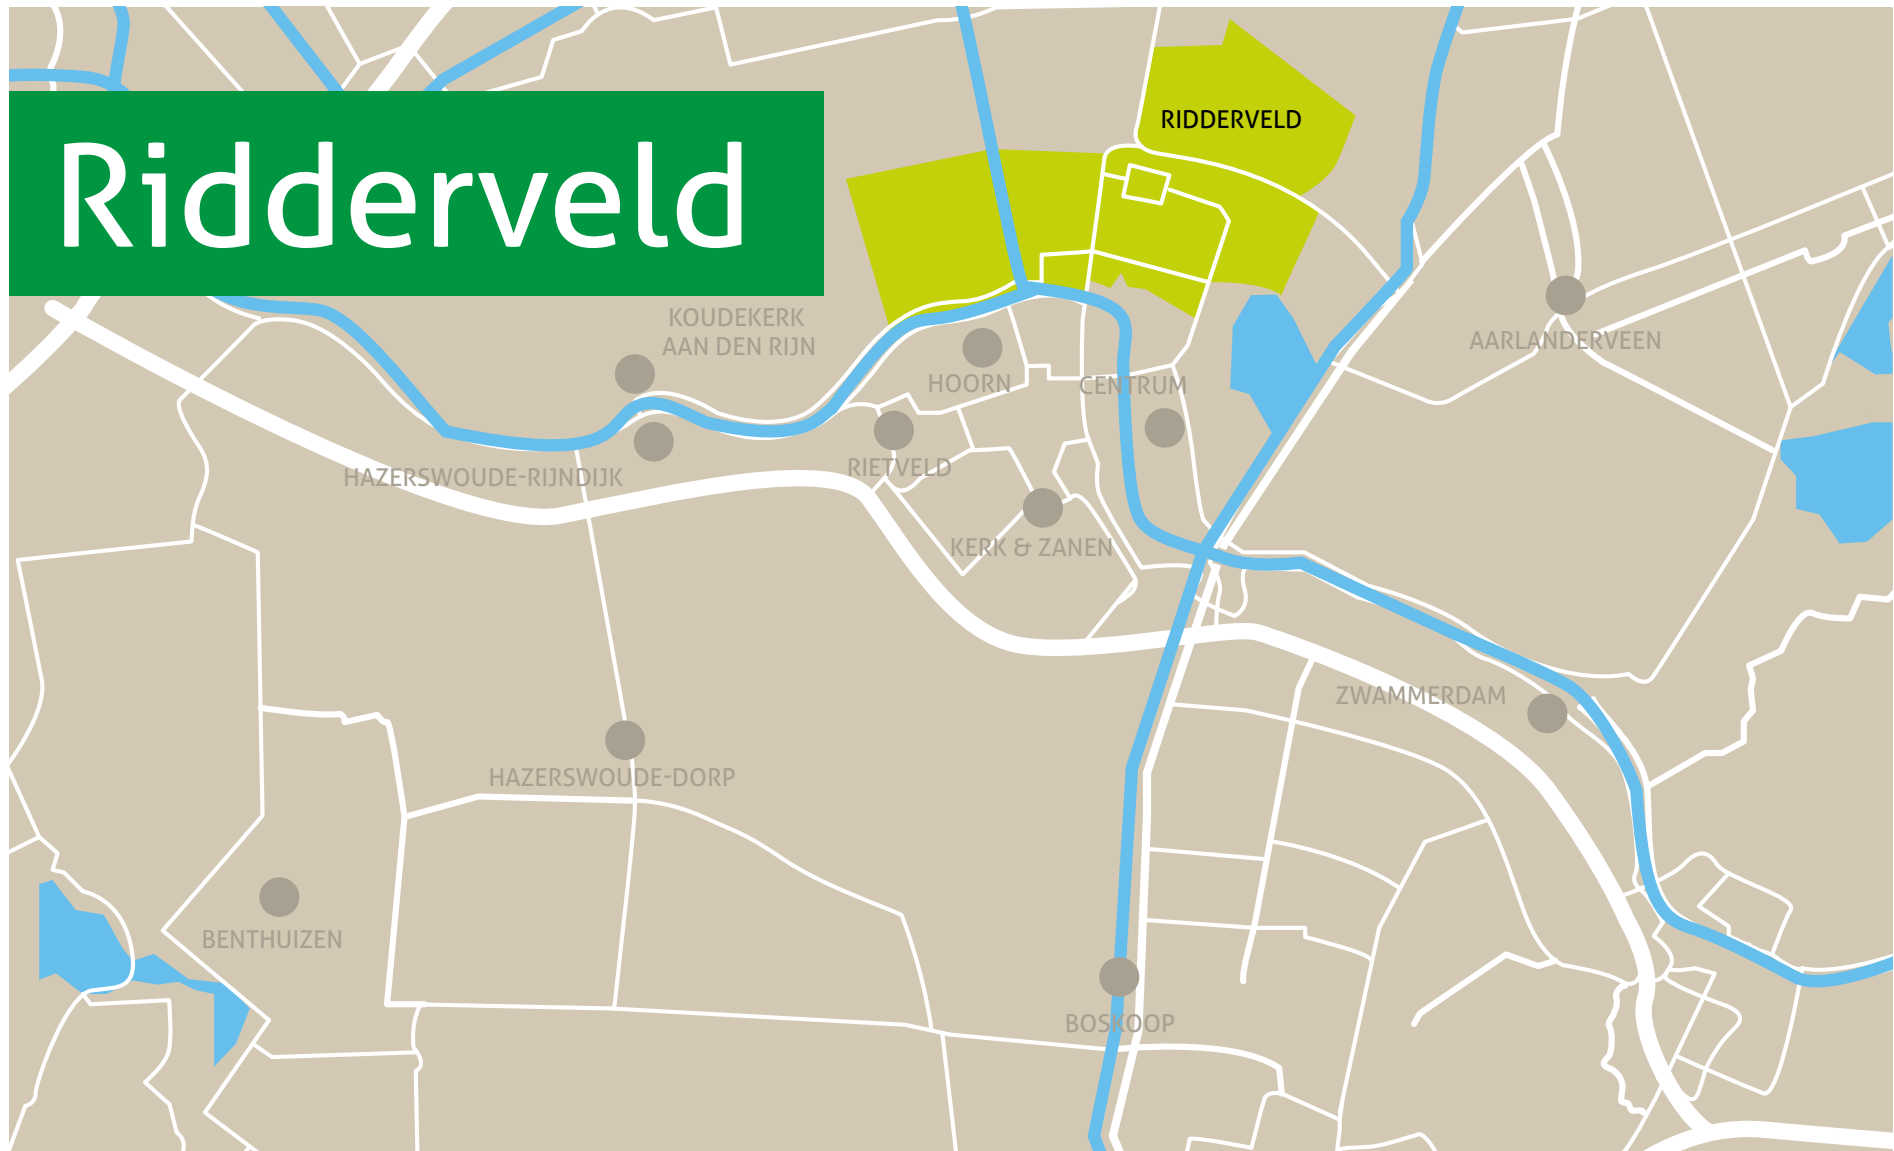 Ridderveld
RIDDERVELD
KOUDEKERK
AAN DEN RIJN
AARLANDERVEEN
HOORN
CENTRUM
HAZERSWOUDE-RIJNDIJK
RIETVELD
KERK & ZANEN
ZWAMMERDAM
HAZERSWOUDE-DORP
BENTHUIZEN
BOSKOOP